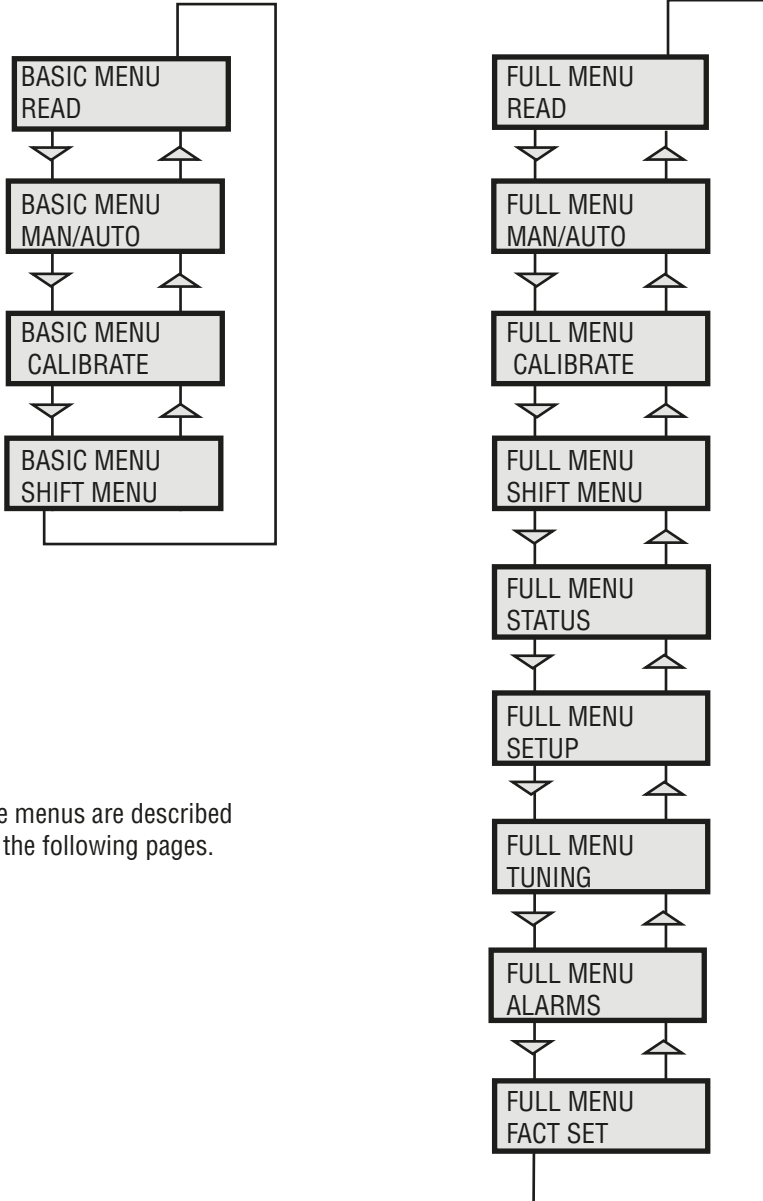 BASIC MENU
READ
BASIC MENU
MAN/AUTO
BASIC MENU
CALIBRATE
BASIC MENU
SHIFT MENU
menus are described
the following pages.
FULL MENU
READ
FULL MENU
MAN/AUTO
FULL MENU
CALIBRATE
FULL MENU
SHIFT MENU
FULL MENU
STATUS
FULL MENU
SETUP
FULL MENU
TUNING
FULL MENU
ALARMS
FULL MENU
FACT SET